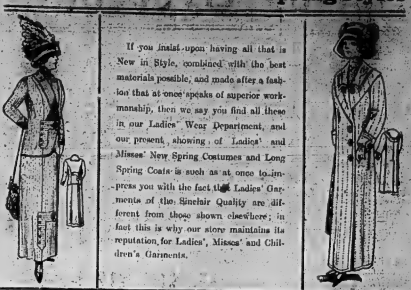 If you insist upon having all that is
New in Style, combined with the best
materials possible, and made after a fash-
ion that at once speaks of superior work-
manship, then we say you find all these
in our Ladies' Wear Department, and
our present showing of Ladies' and
Misses' New Spring Costumes and Long
Spring Coats is such as at once to im-
press you with the fact that Ladies' Gar-
ments of the Sinclair Quality are dif-
ferent from those shown elsewhere; in
fact this is why our store maintains its
reputation for Ladies', Misses' and Chil-
dren's Garments.